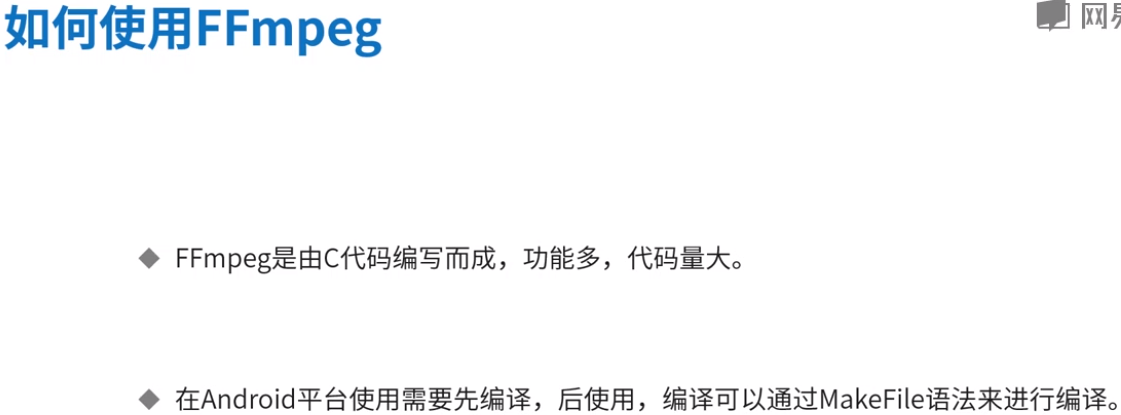 如何使用FFmpeg
网易
FFmpeg是由C代码编写而成，功能多，代码量大。
在Android平台使用需要先编译，后使用，编译可以通过MakeFile语法来进行编译。